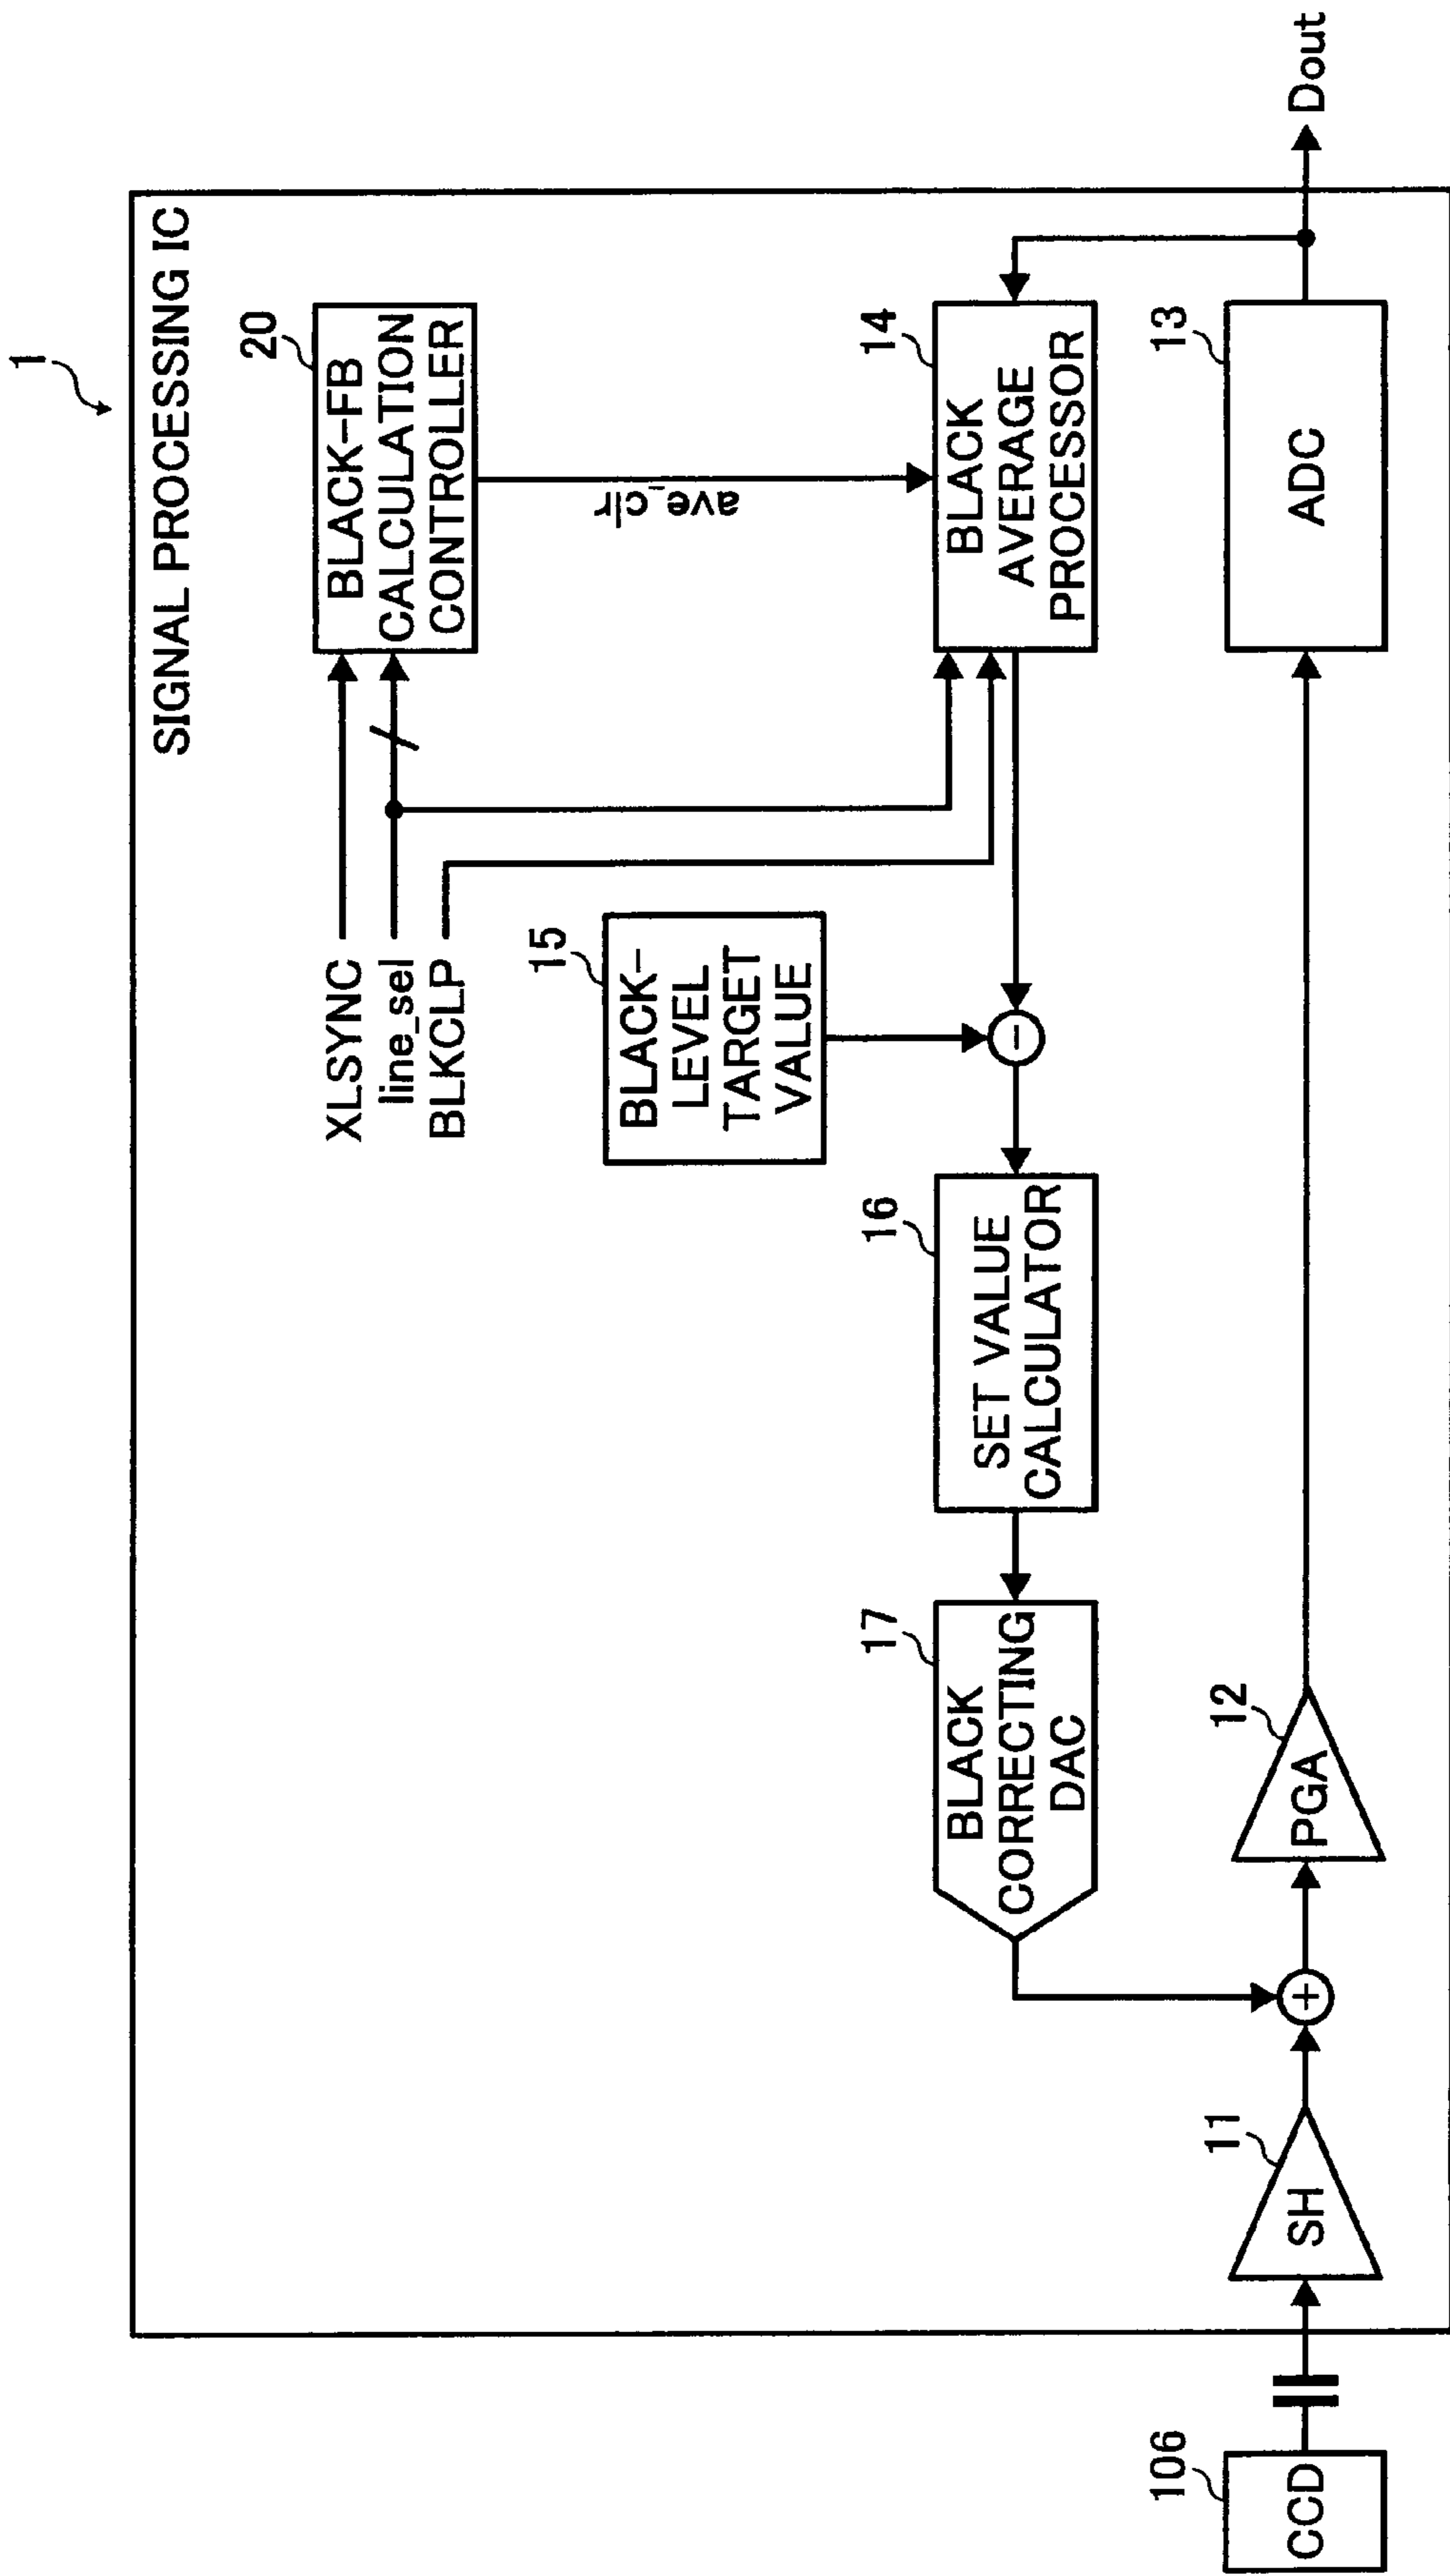 1
SIGNAL PROCESSING IC
20
BLACK-FB
CALCULATION
CONTROLLER
XLSYNC
line_sel
BLKCLP
ave_clr
15
BLACK-
LEVEL
TARGET
VALUE
−
17
BLACK
CORRECTING
DAC
16
SET VALUE
CALCULATOR
14
BLACK
AVERAGE
PROCESSOR
106
CCD
11
SH
+
12
PGA
13
ADC
Dout